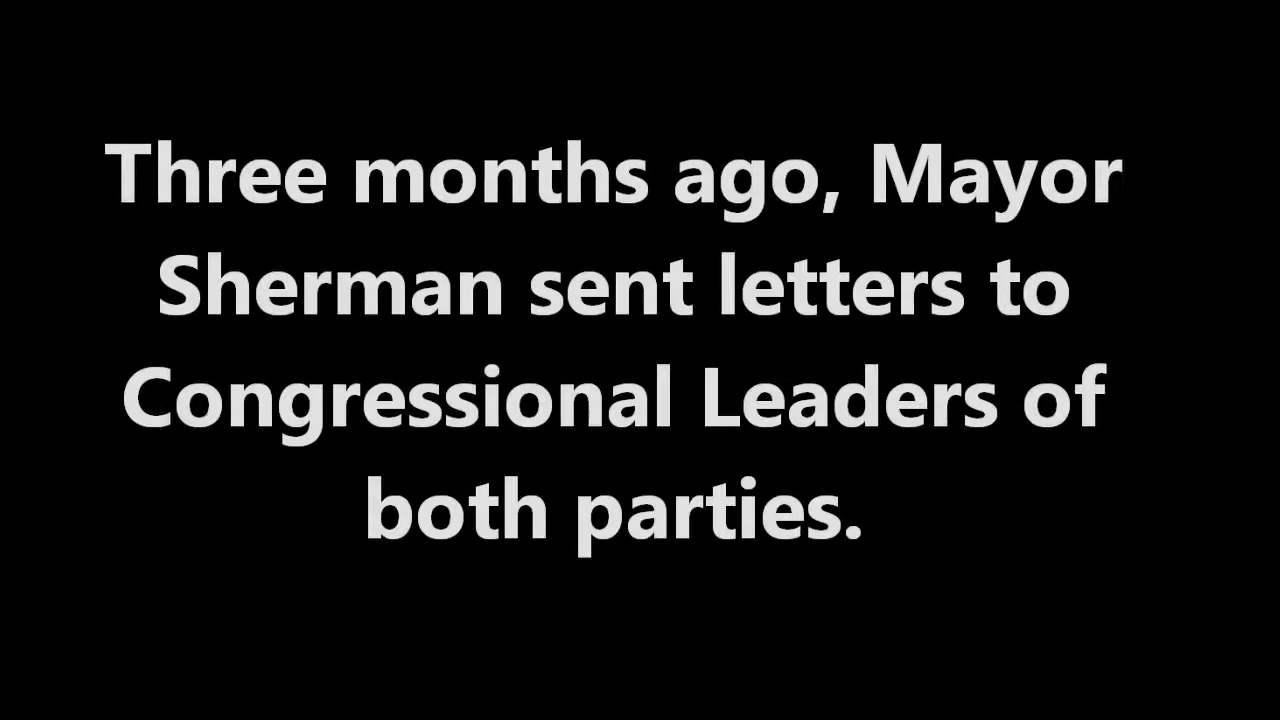 Three months ago, Mayor
Sherman sent letters to
Congressional Leaders of
both parties.